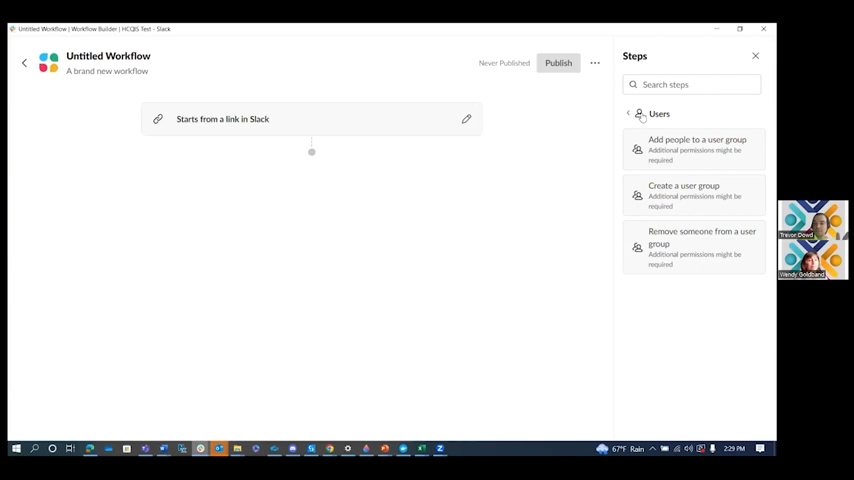 Untitled Workflow | Workflow Builder | HCQIS Test - Slack
Untitled Workflow
A brand new workflow
Never Published
Publish
Steps
Search steps
Starts from a link in Slack
Users
Add people to a user group
Additional permissions might be
required
Create a user group
Additional permissions might be
required
Remove someone from a user
group
Additional permissions might be
required
Trevor Dowd
Wendy Goldband
67°F Rain
2:29 PM